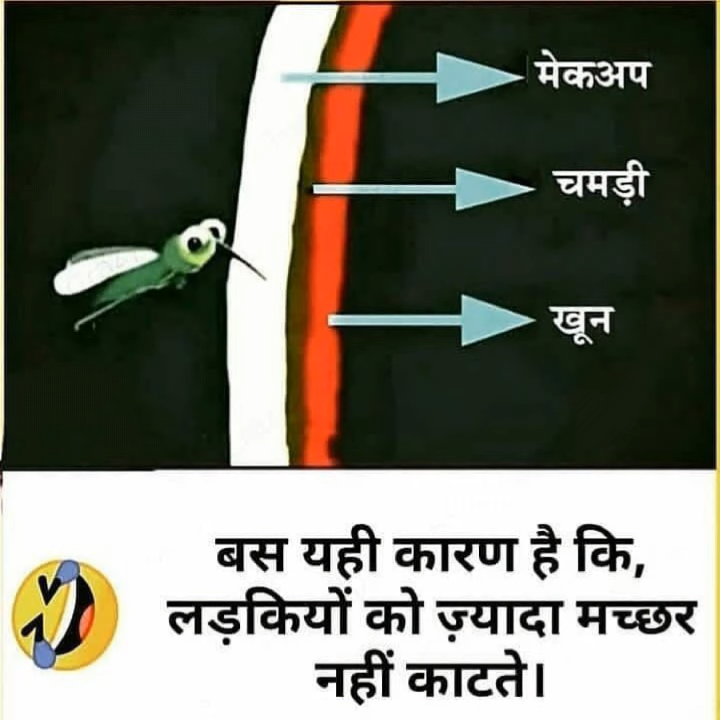 मेकअप
चमड़ी
खून
बस यही कारण है कि,
लड़कियों को ज़्यादा मच्छर
नहीं काटते।